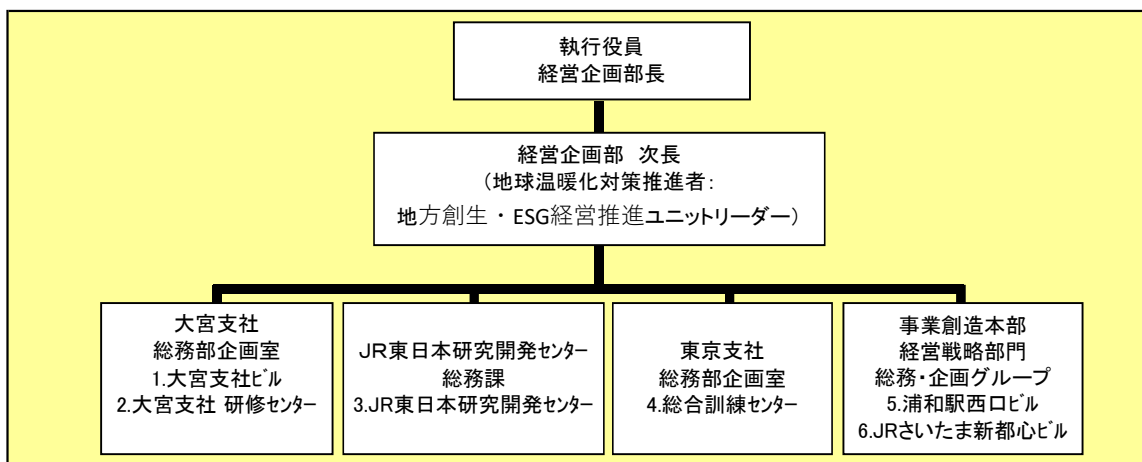 執行役員
経営企画部長
経営企画部 次長
(地球温暖化対策推進者:
地方創生・ESG経営推進ユニットリーダー)
大宮支社
総務部企画室
1.大宮支社ビル
2.大宮支社 研修センター
JR東日本研究開発センター
総務課
3.JR東日本研究開発センター
東京支社
総務部企画室
4.総合訓練センター
事業創造本部
経営戦略部門
総務・企画グループ
5.浦和駅西口ビル
6.JRさいたま新都心ビル